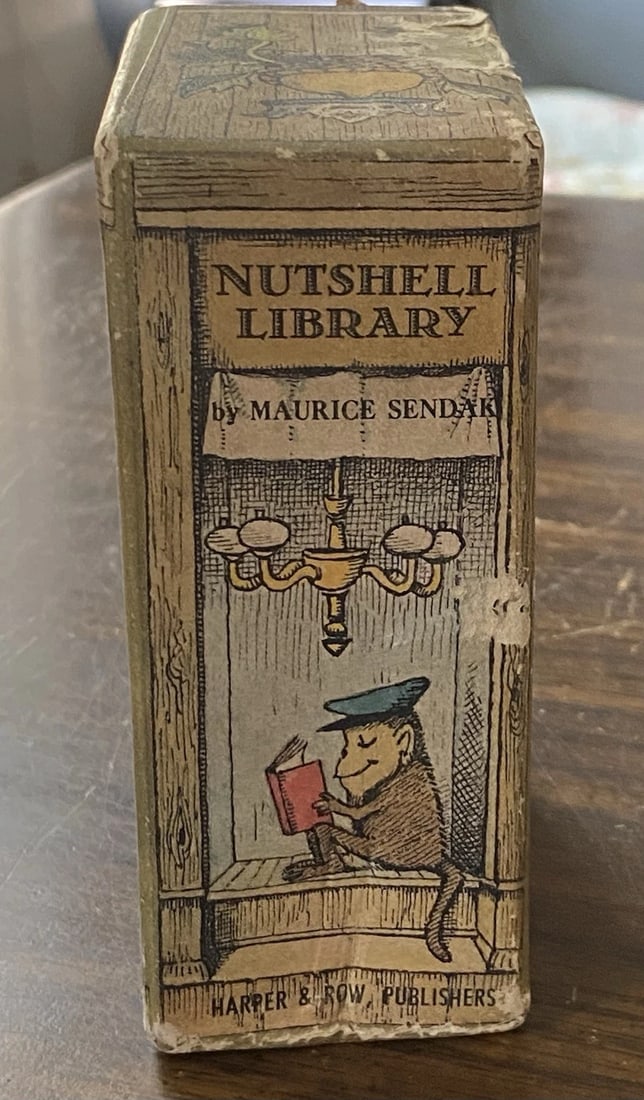 NUTSHELL
LIBRARY
by MAURICE SENDAK
HARPER & ROW, PUBLISHERS